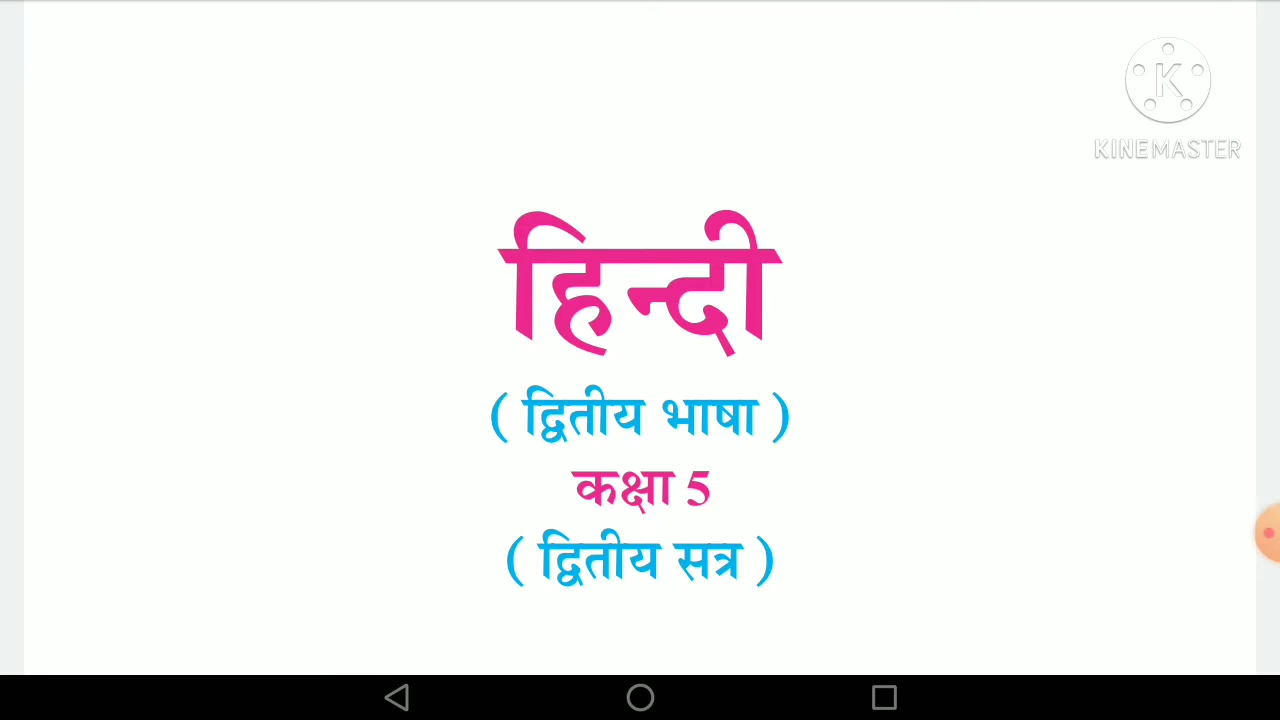 K
KINEMASTER
हिन्दी
( द्वितीय भाषा )
कक्षा 5
( द्वितीय सत्र )